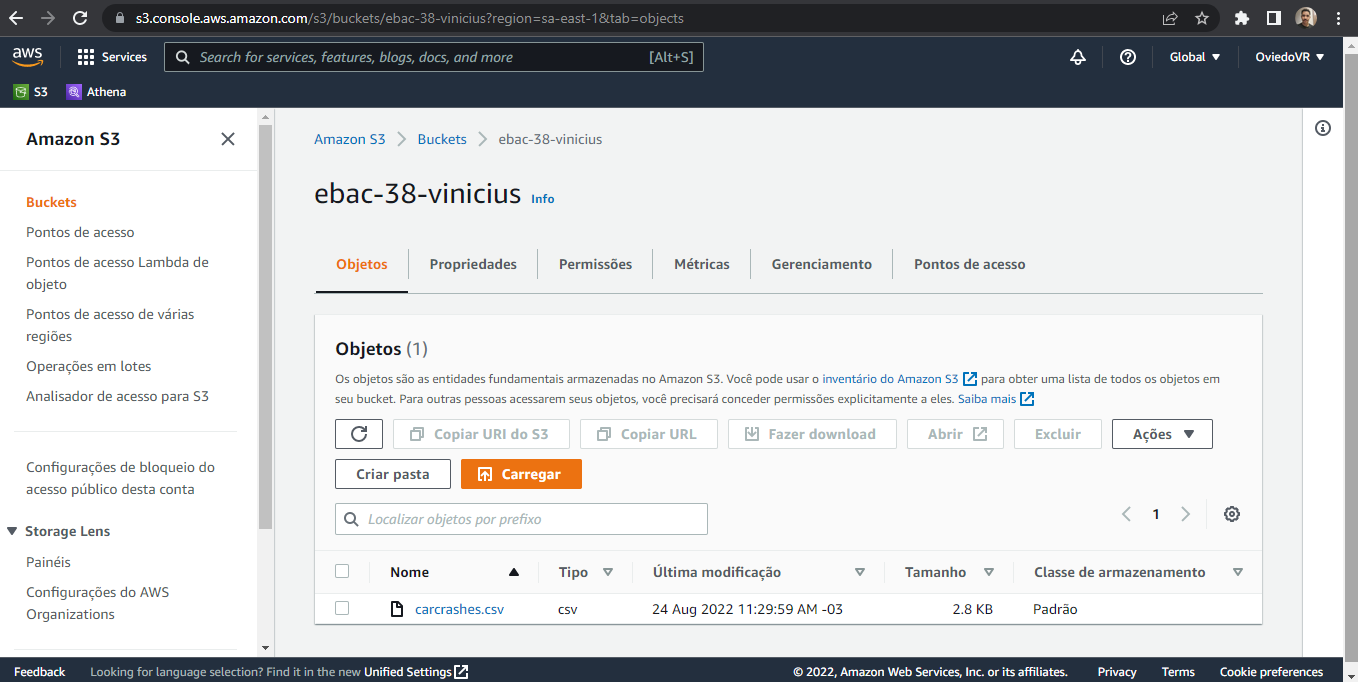 s3.console.aws.amazon.com/s3/buckets/ebac-38-vinicius?region=sa-east-1&tab=objects
aws
Services
Search for services, features, blogs, docs, and more
[Alt+S]
Global
OviedoVR
S3
Athena
Amazon S3
Buckets
Pontos de acesso
Pontos de acesso Lambda de
objeto
Pontos de acesso de várias
regiões
Operações em lotes
Analisador de acesso para S3
Configurações de bloqueio do
acesso público desta conta
Storage Lens
Painéis
Configurações do AWS
Organizations
Amazon S3 > Buckets > ebac-38-vinicius
ebac-38-vinicius Info
Objetos
Propriedades
Permissões
Métricas
Gerenciamento
Pontos de acesso
Objetos (1)
Os objetos são as entidades fundamentais armazenadas no Amazon S3. Você pode usar o inventário do Amazon S3 para obter uma lista de todos os objetos em
seu bucket. Para outras pessoas acessarem seus objetos, você precisará conceder permissões explicitamente a eles. Saiba mais
Copiar URI do S3
Copiar URL
Fazer download
Abrir
Excluir
Ações
Criar pasta
Carregar
Localizar objetos por prefixo
1
Nome Tipo Última modificação Tamanho Classe de armazenamento
carcrashes.csv csv 24 Aug 2022 11:29:59 AM -03 2.8 KB Padrão
Feedback
Looking for language selection? Find it in the new Unified Settings
© 2022, Amazon Web Services, Inc. or its affiliates.
Privacy
Terms
Cookie preferences